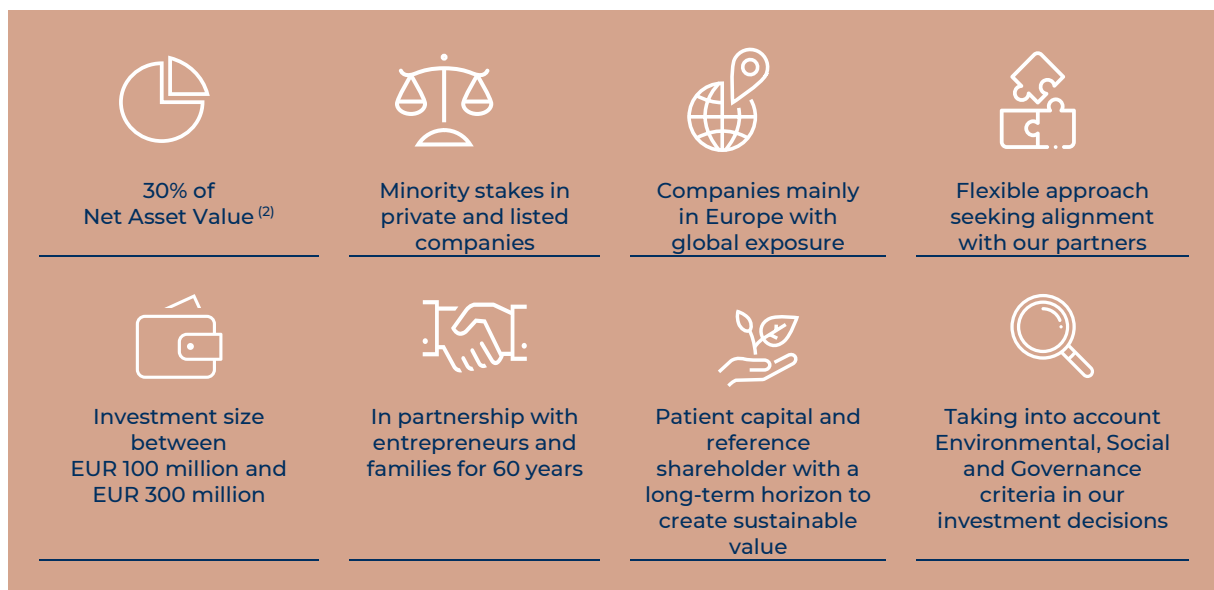 30% of
Net Asset Value (2)
Minority stakes in
private and listed
companies
Companies mainly
in Europe with
global exposure
Flexible approach
seeking alignment
with our partners
Investment size
between
EUR 100 million and
EUR 300 million
In partnership with
entrepreneurs and
families for 60 years
Patient capital and
reference
shareholder with a
long-term horizon to
create sustainable
value
Taking into account
Environmental, Social
and Governance
criteria in our
investment decisions